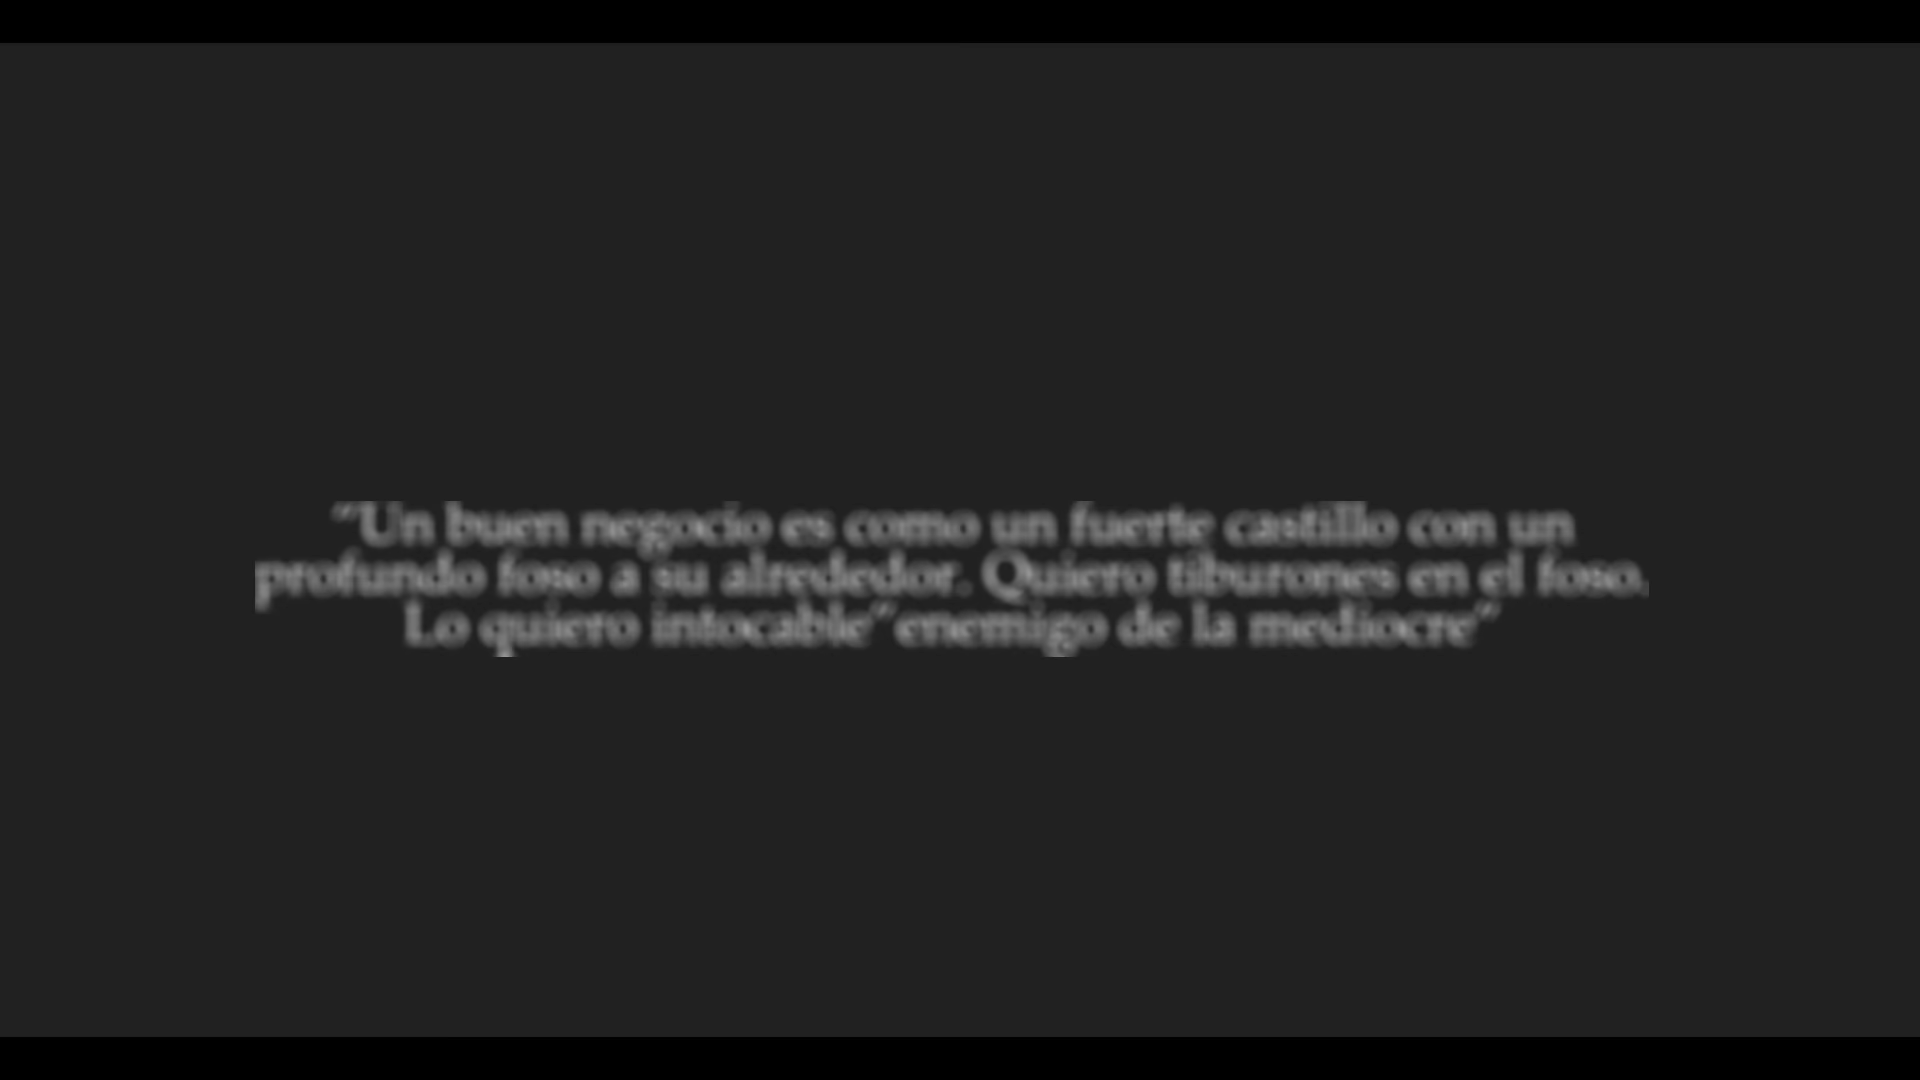 “Un buen negocio es como un fuerte castillo con un
profundo foso a su alrededor. Quiero tiburones en el foso.
Lo quiero intocable” enemigo de la mediocre”